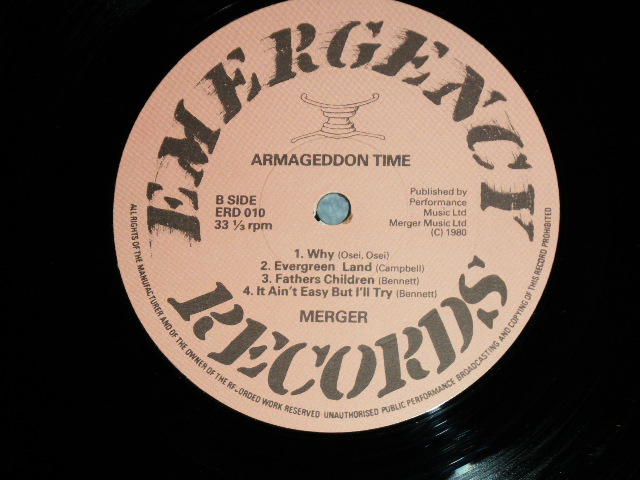 EMERGENCY
ARMAGEDDON TIME
B SIDE
ERD 010
33 ⅓ rpm
Published by
Performance
Music Ltd
Merger Music Ltd
(C) 1980
1. Why (Osei, Osei)
2. Evergreen Land (Campbell)
3. Fathers Children (Bennett)
4. It Ain't Easy But I'll Try (Bennett)
MERGER
RECORDS
ALL RIGHTS OF THE MANUFACTURER AND OF THE OWNER OF THE RECORDED WORK RESERVED UNAUTHORISED PUBLIC PERFORMANCE BROADCASTING AND COPYING OF THIS RECORD PROHIBITED